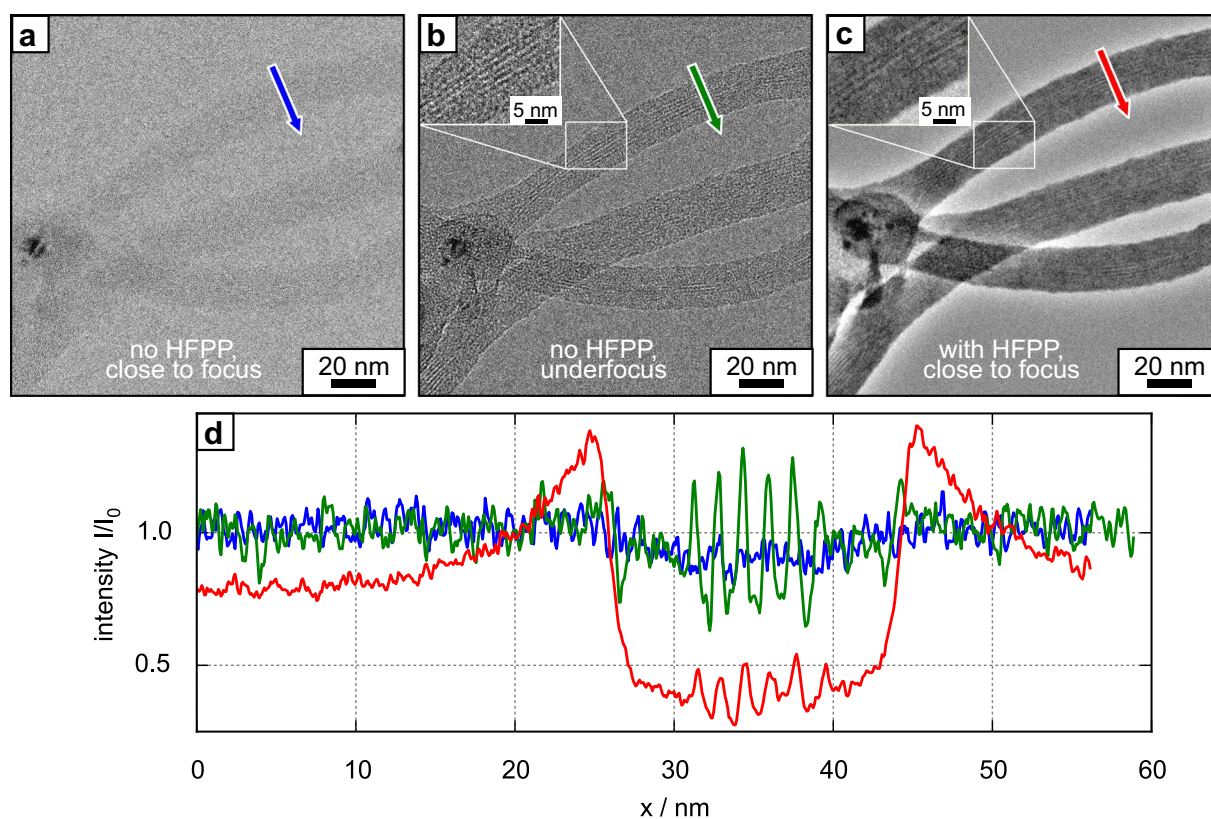 a
no HFPP,
close to focus
20 nm
b
5 nm
no HFPP,
underfocus
20 nm
c
5 nm
with HFPP,
close to focus
20 nm
d
intensity I/I₀
1.0
0.5
0 10 20 30 40 50 60
x / nm